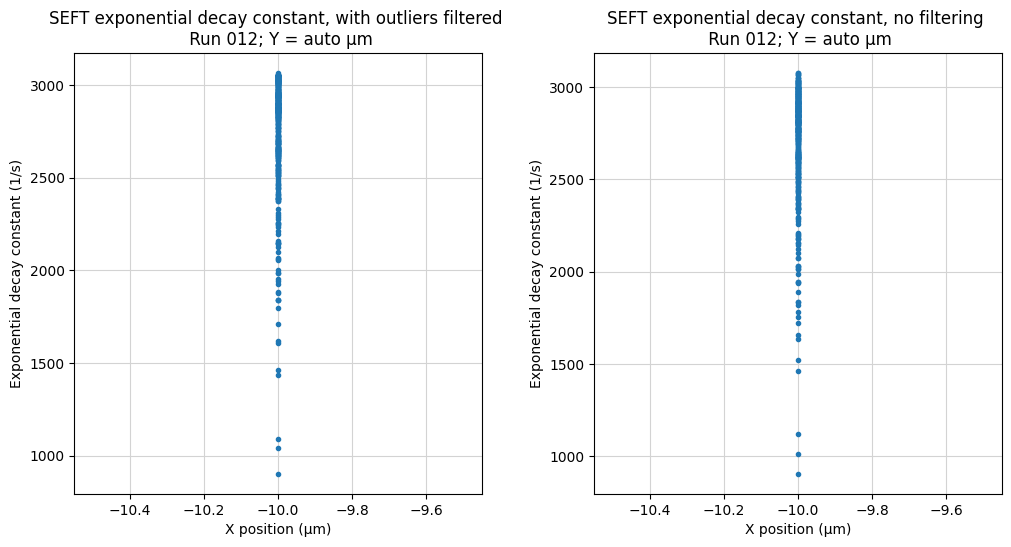 SEFT exponential decay constant, with outliers filtered
Run 012; Y = auto μm
Exponential decay constant (1/s)
3000
2500
2000
1500
1000
−10.4
−10.2
−10.0
−9.8
−9.6
X position (μm)
SEFT exponential decay constant, no filtering
Run 012; Y = auto μm
Exponential decay constant (1/s)
3000
2500
2000
1500
1000
−10.4
−10.2
−10.0
−9.8
−9.6
X position (μm)